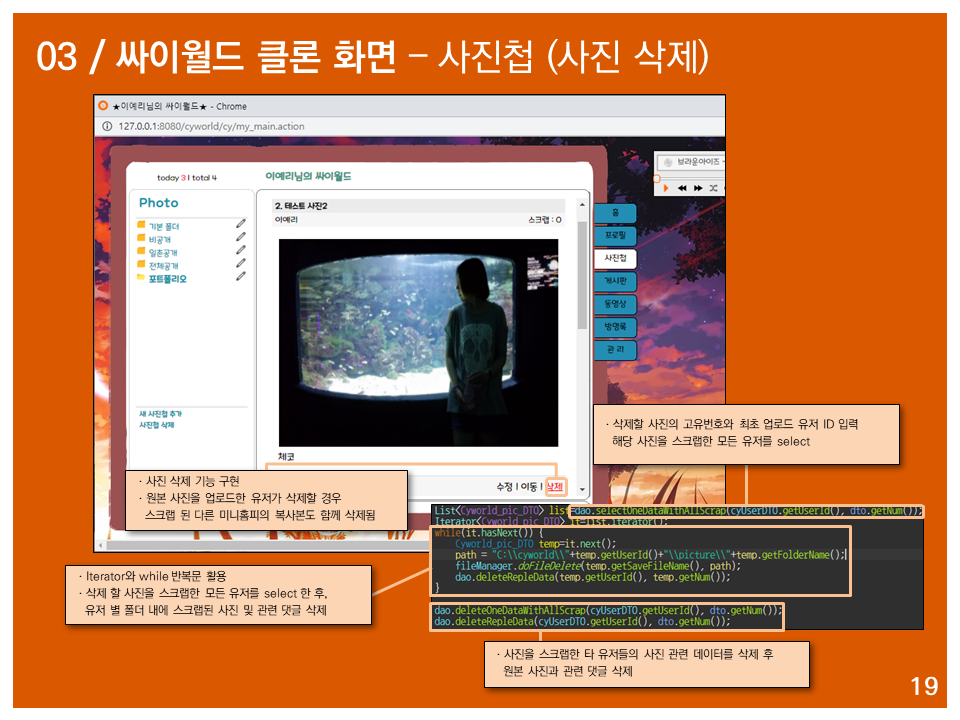 03 / 싸이월드 클론 화면 – 사진첩 (사진 삭제)
★이예리님의 싸이월드★ - Chrome
127.0.0.1:8080/cyworld/cy/my_main.action
today 3 l total 4
이예리님의 싸이월드
브라운아이즈 -
Photo
기본 폴더
비공개
일촌공개
전체공개
포트폴리오
새 사진첩 추가
사진첩 삭제
2. 테스트 사진2
이예리
스크랩 : 0
체코
수정 l 이동 l 삭제
홈
프로필
사진첩
게시판
동영상
방명록
관 리
· 삭제할 사진의 고유번호와 최초 업로드 유저 ID 입력
해당 사진을 스크랩한 모든 유저를 select
· 사진 삭제 기능 구현
· 원본 사진을 업로드한 유저가 삭제할 경우
스크랩 된 다른 미니홈피의 복사본도 함께 삭제됨
List<Cyworld_pic_DTO> list=dao.selectOneDataWithAllScrap(cyUserDTO.getUserId(), dto.getNum());
Iterator<Cyworld_pic_DTO> it=list.iterator();
while(it.hasNext()) {
Cyworld_pic_DTO temp=it.next();
path = "C:\\cyworld\\"+temp.getUserId()+"\\picture\\"+temp.getFolderName();
fileManager.doFileDelete(temp.getSaveFileName(), path);
dao.deleteRepleData(temp.getUserId(), temp.getNum());
}
dao.deleteOneDataWithAllScrap(cyUserDTO.getUserId(), dto.getNum());
dao.deleteRepleData(cyUserDTO.getUserId(), dto.getNum());
· Iterator와 while 반복문 활용
· 삭제 할 사진을 스크랩한 모든 유저를 select 한 후,
유저 별 폴더 내에 스크랩된 사진 및 관련 댓글 삭제
· 사진을 스크랩한 타 유저들의 사진 관련 데이터를 삭제 후
원본 사진과 관련 댓글 삭제
19